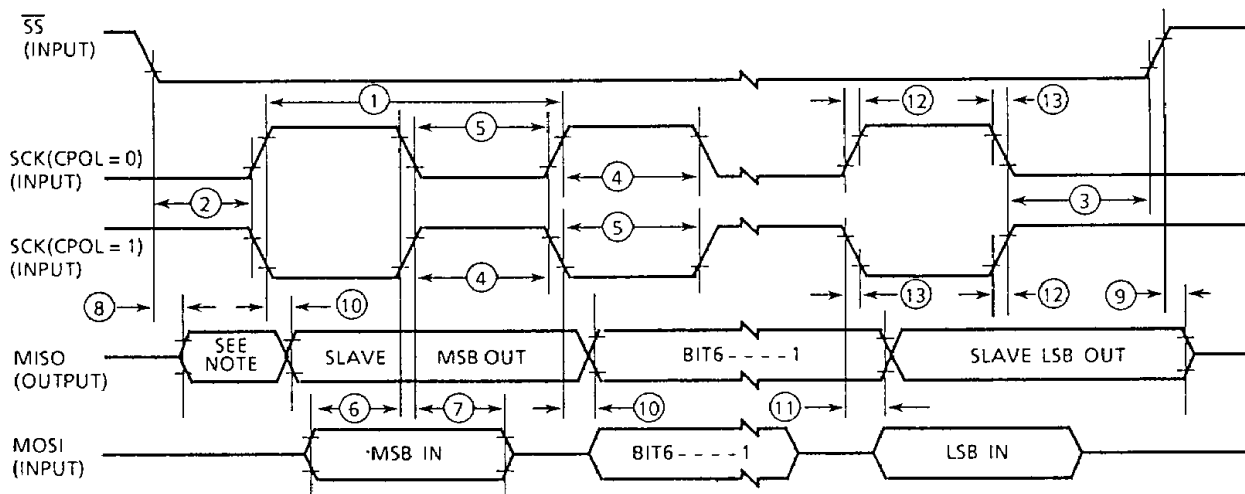 SS
(INPUT)
1
12
13
5
SCK(CPOL = 0)
(INPUT)
4
2
3
5
SCK(CPOL = 1)
(INPUT)
4
8
10
13
12
9
MISO
(OUTPUT)
SEE
NOTE
SLAVE
MSB OUT
BIT6 - - - - 1
SLAVE LSB OUT
6
7
10
11
MOSI
(INPUT)
MSB IN
BIT6 - - - - 1
LSB IN